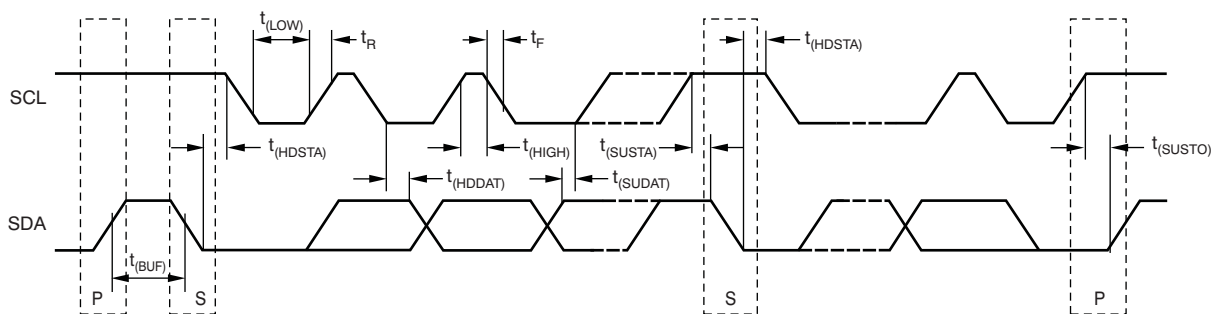 t(LOW)
tR
tF
t(HDSTA)
SCL
t(HDSTA)
t(HIGH)
t(SUSTA)
t(SUSTO)
t(HDDAT)
t(SUDAT)
SDA
t(BUF)
P
S
S
P